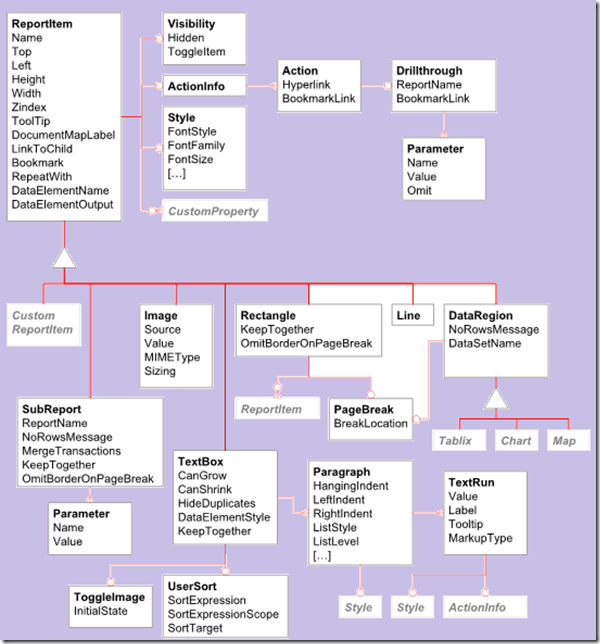 ReportItem
Name
Top
Left
Height
Width
Zindex
ToolTip
DocumentMapLabel
LinkToChild
Bookmark
RepeatWith
DataElementName
DataElementOutput
Visibility
Hidden
ToggleItem
ActionInfo
Style
FontStyle
FontFamily
FontSize
[...]
CustomProperty
Action
Hyperlink
BookmarkLink
Drillthrough
ReportName
BookmarkLink
Parameter
Name
Value
Omit
Custom
ReportItem
Image
Source
Value
MIMEType
Sizing
Rectangle
KeepTogether
OmitBorderOnPageBreak
Line
DataRegion
NoRowsMessage
DataSetName
ReportItem
PageBreak
BreakLocation
Tablix
Chart
Map
SubReport
ReportName
NoRowsMessage
MergeTransactions
KeepTogether
OmitBorderOnPageBreak
Parameter
Name
Value
TextBox
CanGrow
CanShrink
HideDuplicates
DataElementStyle
KeepTogether
Paragraph
HangingIndent
LeftIndent
RightIndent
ListStyle
ListLevel
[...]
TextRun
Value
Label
Tooltip
MarkupType
ToggleImage
InitialState
UserSort
SortExpression
SortExpressionScope
SortTarget
Style
Style
ActionInfo